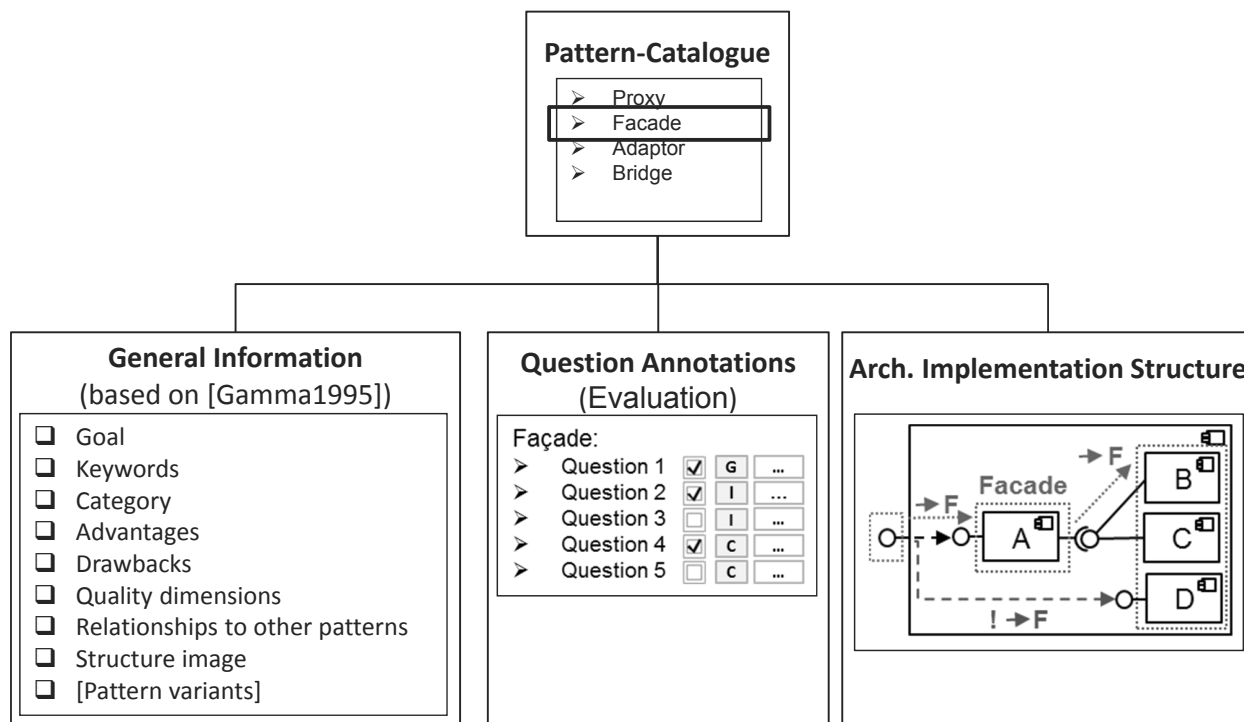 Pattern-Catalogue
➢ Proxy
➢ Facade
➢ Adaptor
➢ Bridge
General Information
(based on [Gamma1995])
❑ Goal
❑ Keywords
❑ Category
❑ Advantages
❑ Drawbacks
❑ Quality dimensions
❑ Relationships to other patterns
❑ Structure image
❑ [Pattern variants]
Question Annotations
(Evaluation)
Façade:
➢ Question 1 ☑ G ...
➢ Question 2 ☑ I ...
➢ Question 3 ☐ I ...
➢ Question 4 ☑ C ...
➢ Question 5 ☐ C ...
Arch. Implementation Structure
→F
B
Facade
→F
A
C
D
! →F